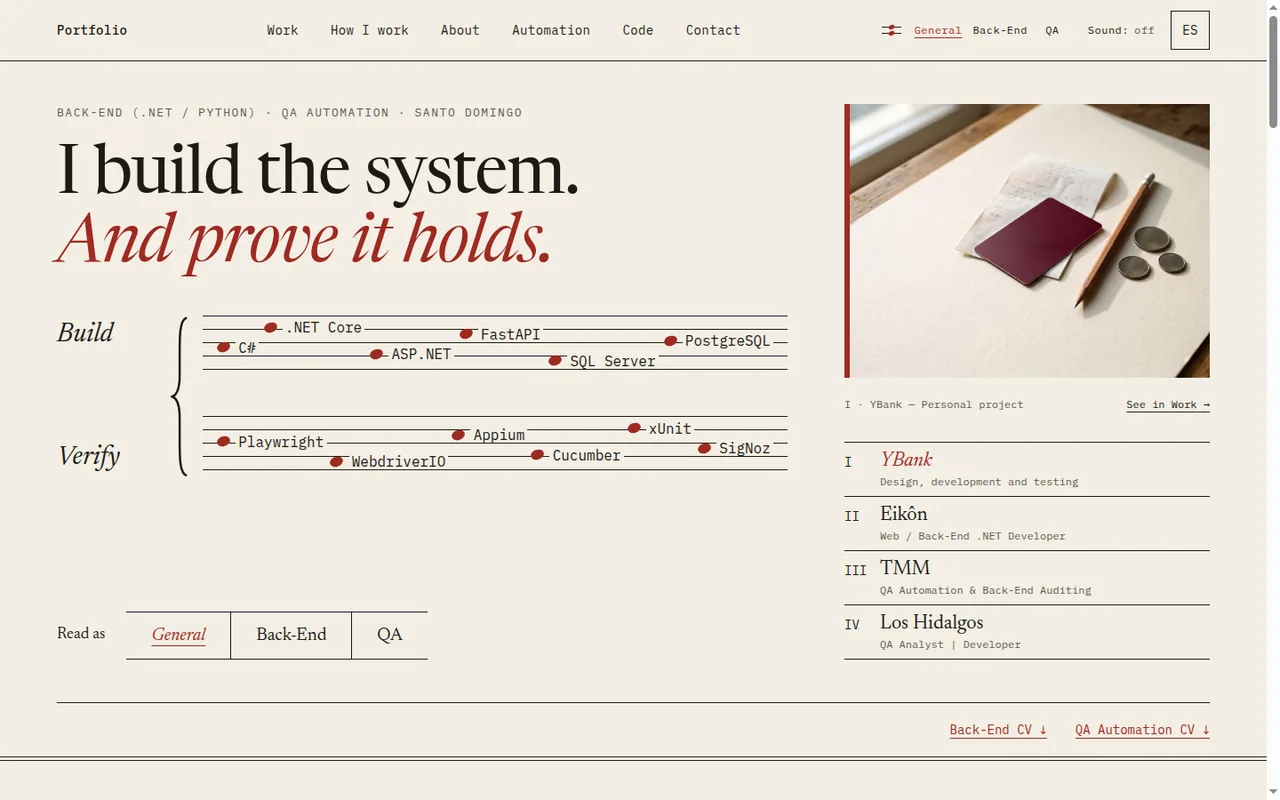 Portfolio
Work How I work About Automation Code Contact
General Back-End QA Sound: off ES
BACK-END (.NET / PYTHON) · QA AUTOMATION · SANTO DOMINGO
I build the system.
And prove it holds.
Build
.NET Core FastAPI PostgreSQL
C# ASP.NET SQL Server
Verify
Playwright Appium xUnit SigNoz
WebdriverIO Cucumber
Read as General Back-End QA
I · YBank — Personal project See in Work →
I YBank
Design, development and testing
II Eikôn
Web / Back-End .NET Developer
III TMM
QA Automation & Back-End Auditing
IV Los Hidalgos
QA Analyst | Developer
Back-End CV ↓ QA Automation CV ↓